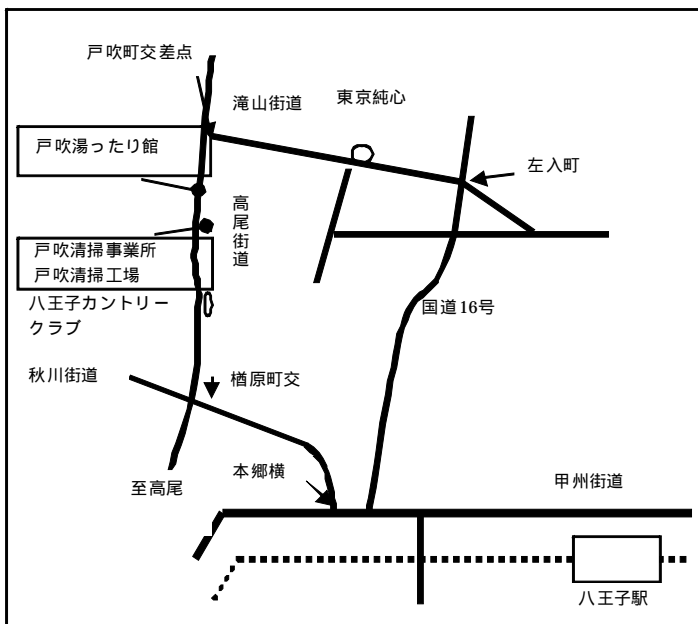 戸吹町交差点
滝山街道
東京純心
戸吹湯ったり館
左入町
高尾街道
戸吹清掃事業所
戸吹清掃工場
八王子カントリー
クラブ
国道16号
秋川街道
楢原町交
本郷横
至高尾
甲州街道
八王子駅